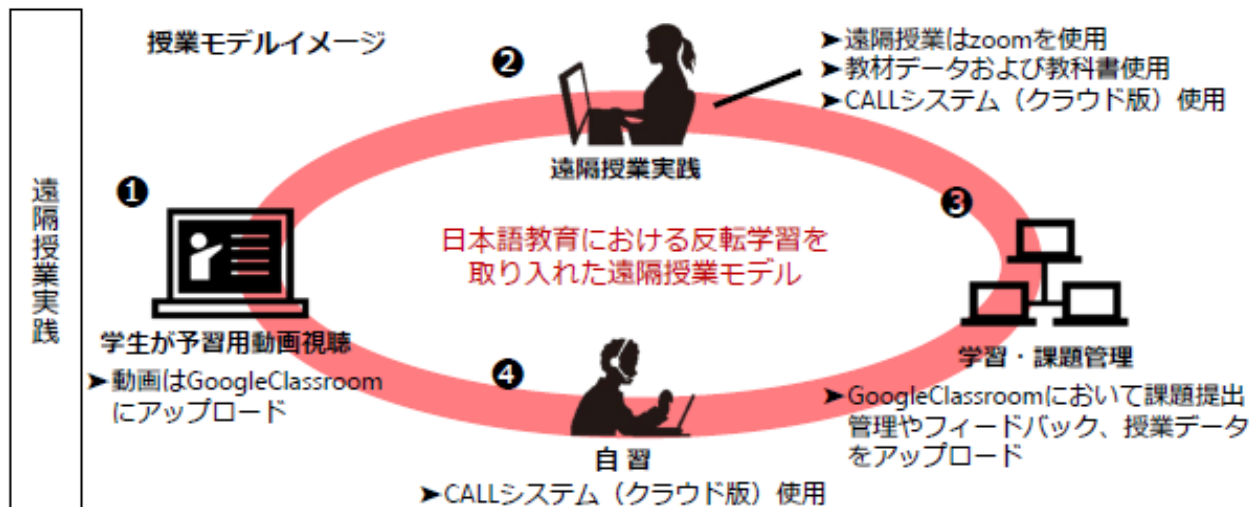 遠隔授業実践
授業モデルイメージ
❶
学生が予習用動画視聴
➤動画はGoogleClassroom
にアップロード
❷
遠隔授業実践
➤遠隔授業はzoomを使用
➤教材データおよび教科書使用
➤CALLシステム（クラウド版）使用
日本語教育における反転学習を
取り入れた遠隔授業モデル
❸
学習・課題管理
➤GoogleClassroomにおいて課題提出
管理やフィードバック、授業データ
をアップロード
❹
自 習
➤CALLシステム（クラウド版）使用